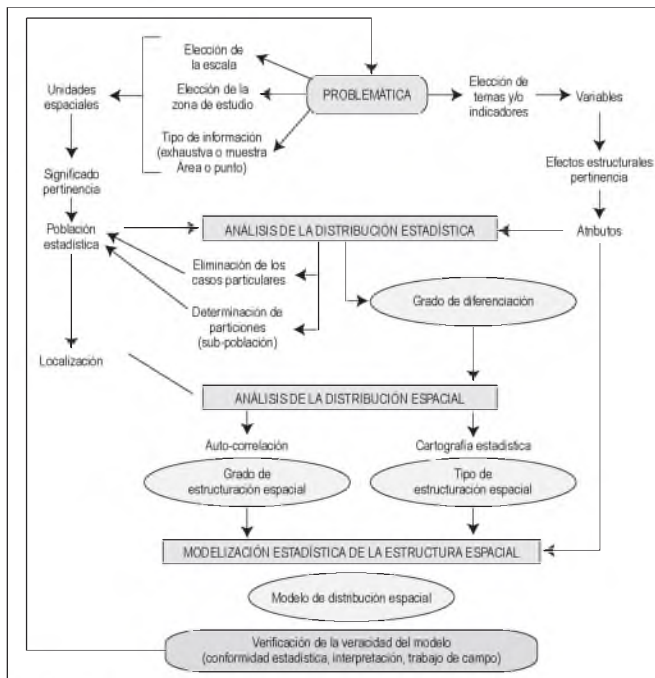 Elección de
la escala
Unidades
espaciales
Elección de la
zona de estudio
PROBLEMÁTICA
Elección de
temas y/o
indicadores
Variables
Tipo de información
(exhaustva o muestra
Área o punto)
Efectos estructurales
pertinencia
Significado
pertinencia
Población
estadística
ANÁLISIS DE LA DISTRIBUCIÓN ESTADÍSTICA
Atributos
Eliminación de los
casos particulares
Grado de diferenciación
Determinación de
particiones
(sub-población)
Localización
ANÁLISIS DE LA DISTRIBUCIÓN ESPACIAL
Auto-correlación
Cartografía estadística
Grado de
estructuración espacial
Tipo de
estructuración espacial
MODELIZACIÓN ESTADÍSTICA DE LA ESTRUCTURA ESPACIAL
Modelo de distribución espacial
Verificación de la veracidad del modelo
(conformidad estadística, interpretación, trabajo de campo)